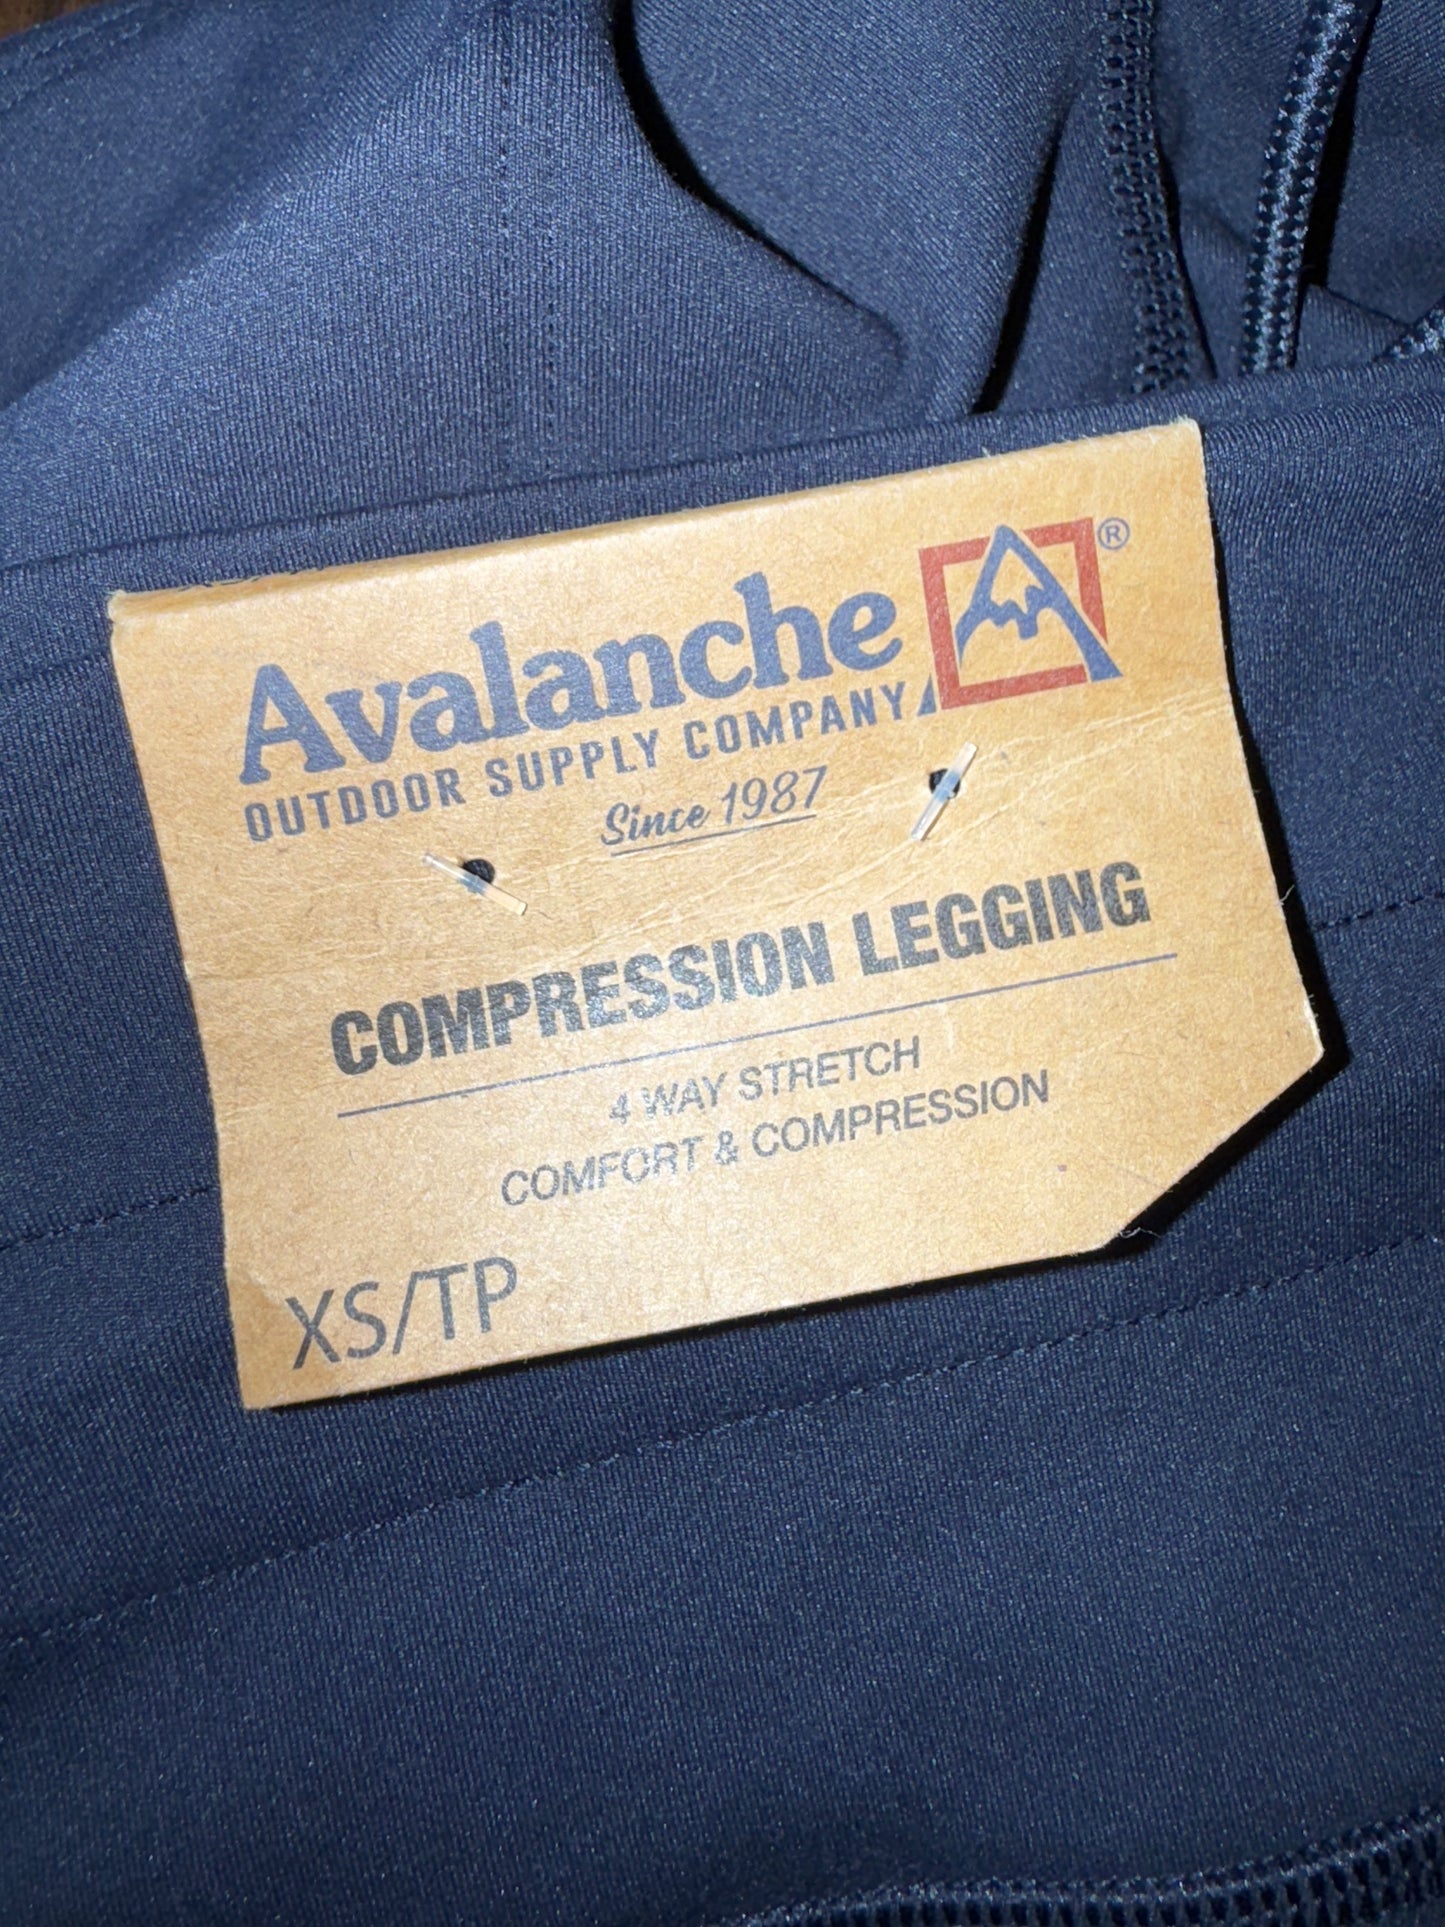 Avalanche ®
OUTDOOR SUPPLY COMPANY
Since 1987
COMPRESSION LEGGING
4 WAY STRETCH
COMFORT & COMPRESSION
XS/TP